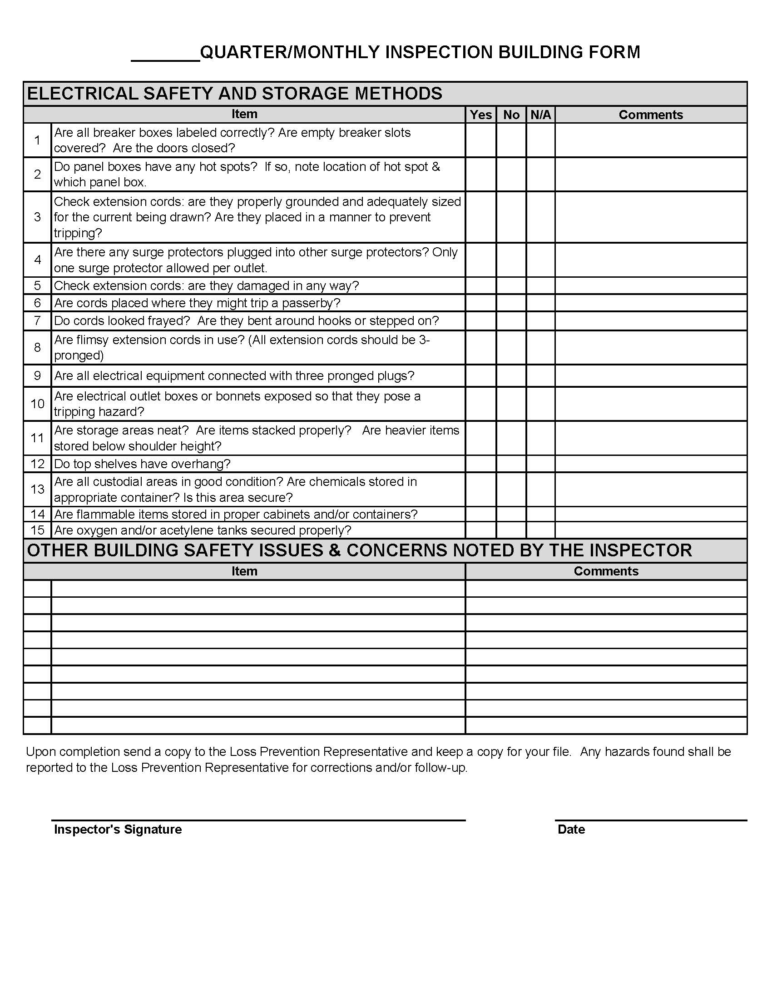 _______QUARTER/MONTHLY INSPECTION BUILDING FORM
ELECTRICAL SAFETY AND STORAGE METHODS
Item Yes No N/A Comments
1 Are all breaker boxes labeled correctly? Are empty breaker slots
covered?  Are the doors closed?
2 Do panel boxes have any hot spots?  If so, note location of hot spot &
which panel box.
3 Check extension cords: are they properly grounded and adequately sized
for the current being drawn? Are they placed in a manner to prevent
tripping?
4 Are there any surge protectors plugged into other surge protectors? Only
one surge protector allowed per outlet.
5 Check extension cords: are they damaged in any way?
6 Are cords placed where they might trip a passerby?
7 Do cords looked frayed?  Are they bent around hooks or stepped on?
8 Are flimsy extension cords in use? (All extension cords should be 3-
pronged)
9 Are all electrical equipment connected with three pronged plugs?
10 Are electrical outlet boxes or bonnets exposed so that they pose a
tripping hazard?
11 Are storage areas neat?  Are items stacked properly?   Are heavier items
stored below shoulder height?
12 Do top shelves have overhang?
13 Are all custodial areas in good condition? Are chemicals stored in
appropriate container? Is this area secure?
14 Are flammable items stored in proper cabinets and/or containers?
15 Are oxygen and/or acetylene tanks secured properly?
OTHER BUILDING SAFETY ISSUES & CONCERNS NOTED BY THE INSPECTOR
Item Comments
Upon completion send a copy to the Loss Prevention Representative and keep a copy for your file.  Any hazards found shall be
reported to the Loss Prevention Representative for corrections and/or follow-up.
Inspector's Signature Date